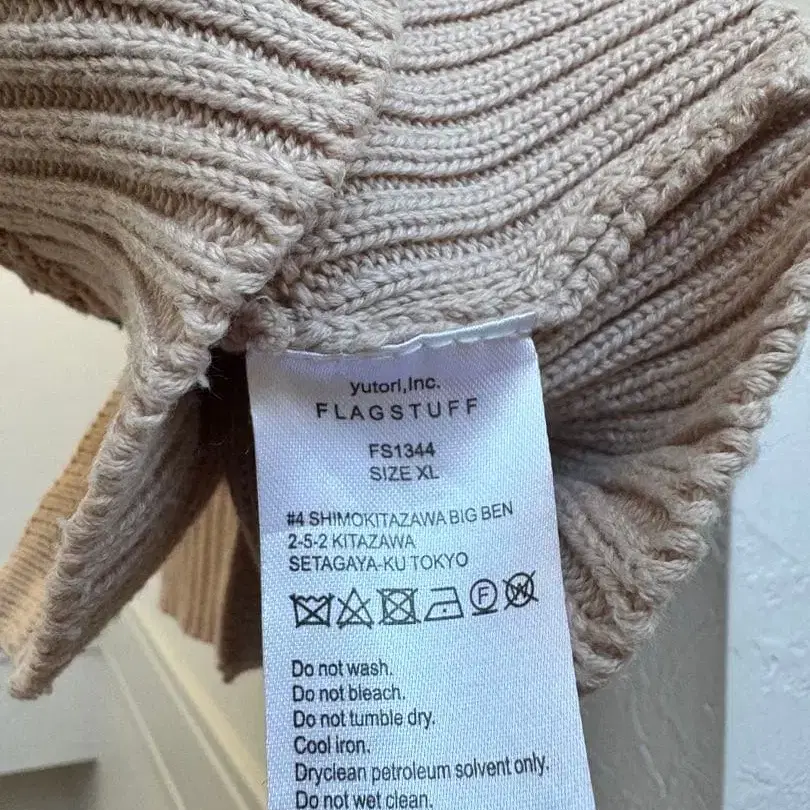 yutori,Inc.
FLAGSTUFF
FS1344
SIZE XL
#4 SHIMOKITAZAWA BIG BEN
2-5-2 KITAZAWA
SETAGAYA-KU TOKYO
F W
Do not wash.
Do not bleach.
Do not tumble dry.
Cool iron.
Dryclean petroleum solvent only.
Do not wet clean.